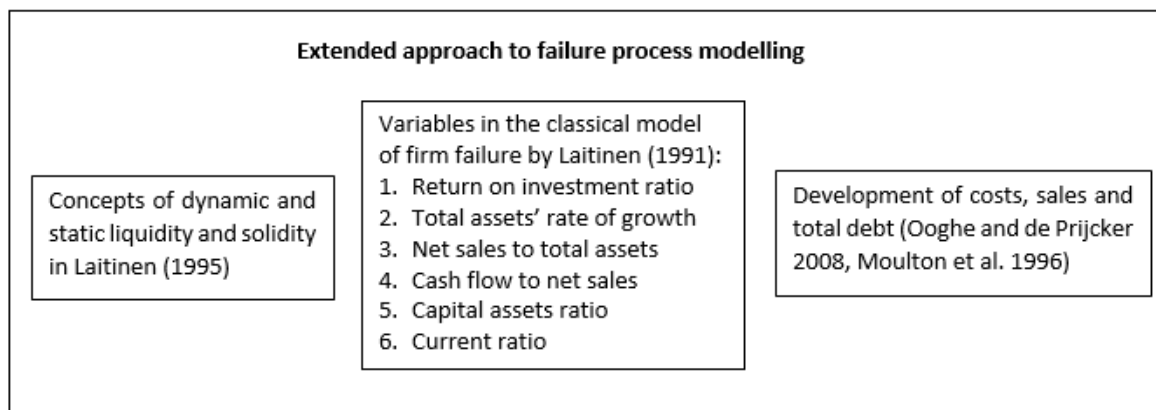 Extended approach to failure process modelling
Concepts of dynamic and
static liquidity and solidity
in Laitinen (1995)
Variables in the classical model
of firm failure by Laitinen (1991):
1. Return on investment ratio
2. Total assets’ rate of growth
3. Net sales to total assets
4. Cash flow to net sales
5. Capital assets ratio
6. Current ratio
Development of costs, sales and
total debt (Ooghe and de Prijcker
2008, Moulton et al. 1996)